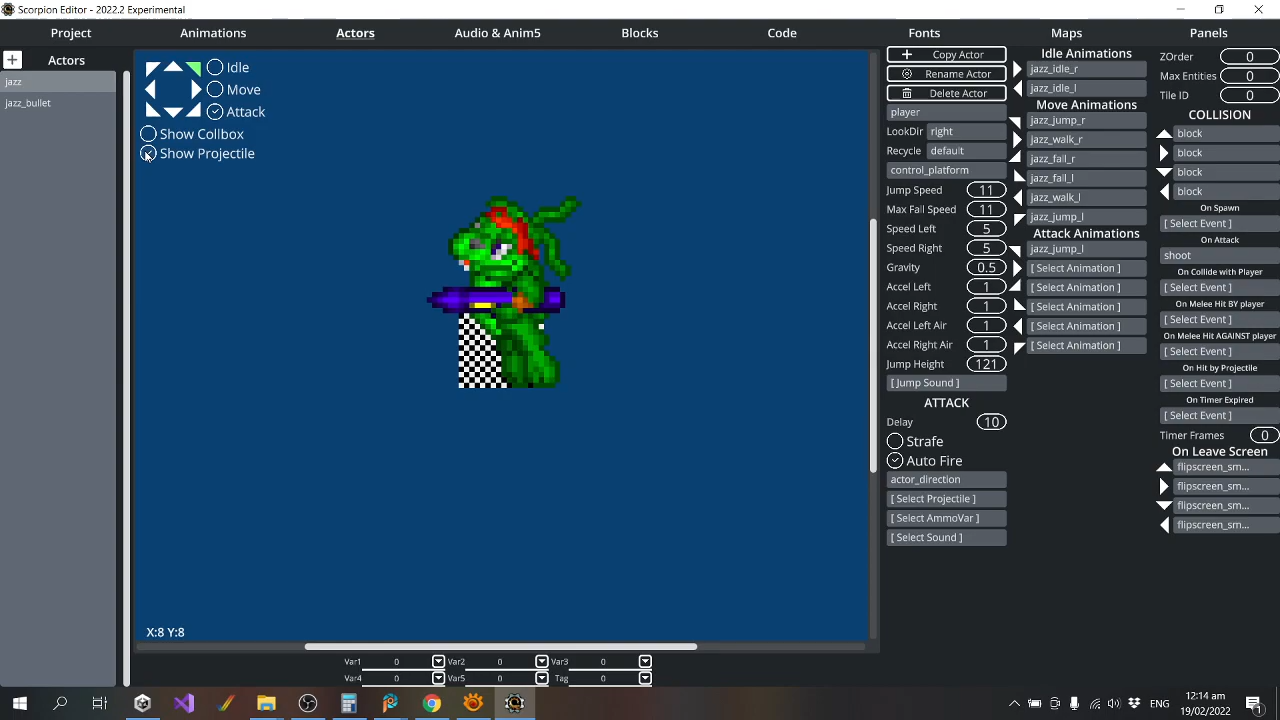 Scorpion Editor - 2022.2 Experimental
Project
Animations
Actors
Audio & Anim5
Blocks
Code
Fonts
Maps
Panels
Actors
jazz
jazz_bullet
Idle
Move
Attack
Show Collbox
Show Projectile
X:8 Y:8
Var1 0
Var2 0
Var3 0
Var4 0
Var5 0
Tag
Copy Actor
Rename Actor
Delete Actor
player
LookDir right
Recycle default
control_platform
Jump Speed 11
Max Fall Speed 11
Speed Left 5
Speed Right 5
Gravity 0.5
Accel Left 1
Accel Right 1
Accel Left Air 1
Accel Right Air 1
Jump Height 121
[ Jump Sound ]
ATTACK
Delay 10
Strafe
Auto Fire
actor_direction
[ Select Projectile ]
[ Select AmmoVar ]
[ Select Sound ]
Idle Animations
jazz_idle_r
jazz_idle_l
Move Animations
jazz_jump_r
jazz_walk_r
jazz_fall_r
jazz_fall_l
jazz_walk_l
jazz_jump_l
Attack Animations
jazz_jump_l
[ Select Animation ]
[ Select Animation ]
[ Select Animation ]
[ Select Animation ]
[ Select Animation ]
ZOrder 0
Max Entities 0
Tile ID 0
COLLISION
block
block
block
block
On Spawn
[ Select Event ]
On Attack
shoot
On Collide with Player
[ Select Event ]
On Melee Hit BY player
[ Select Event ]
On Melee Hit AGAINST player
[ Select Event ]
On Hit by Projectile
[ Select Event ]
On Timer Expired
[ Select Event ]
Timer Frames 0
On Leave Screen
flipscreen_sm...
flipscreen_sm...
flipscreen_sm...
flipscreen_sm...
ENG
12:14 am
19/02/2022